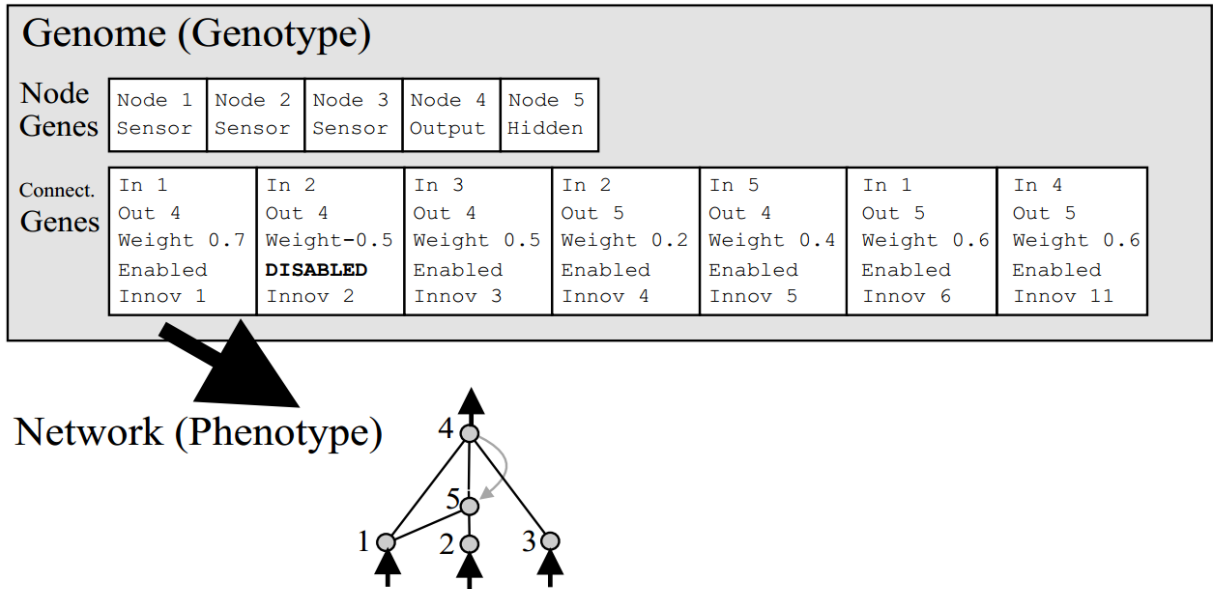 Genome (Genotype)
Node Genes
Node 1 Node 2 Node 3 Node 4 Node 5
Sensor Sensor Sensor Output Hidden
Connect. Genes
In 1 In 2 In 3 In 2 In 5 In 1 In 4
Out 4 Out 4 Out 4 Out 5 Out 4 Out 5 Out 5
Weight 0.7 Weight-0.5 Weight 0.5 Weight 0.2 Weight 0.4 Weight 0.6 Weight 0.6
Enabled DISABLED Enabled Enabled Enabled Enabled Enabled
Innov 1 Innov 2 Innov 3 Innov 4 Innov 5 Innov 6 Innov 11
Network (Phenotype)
4
5
1 2 3